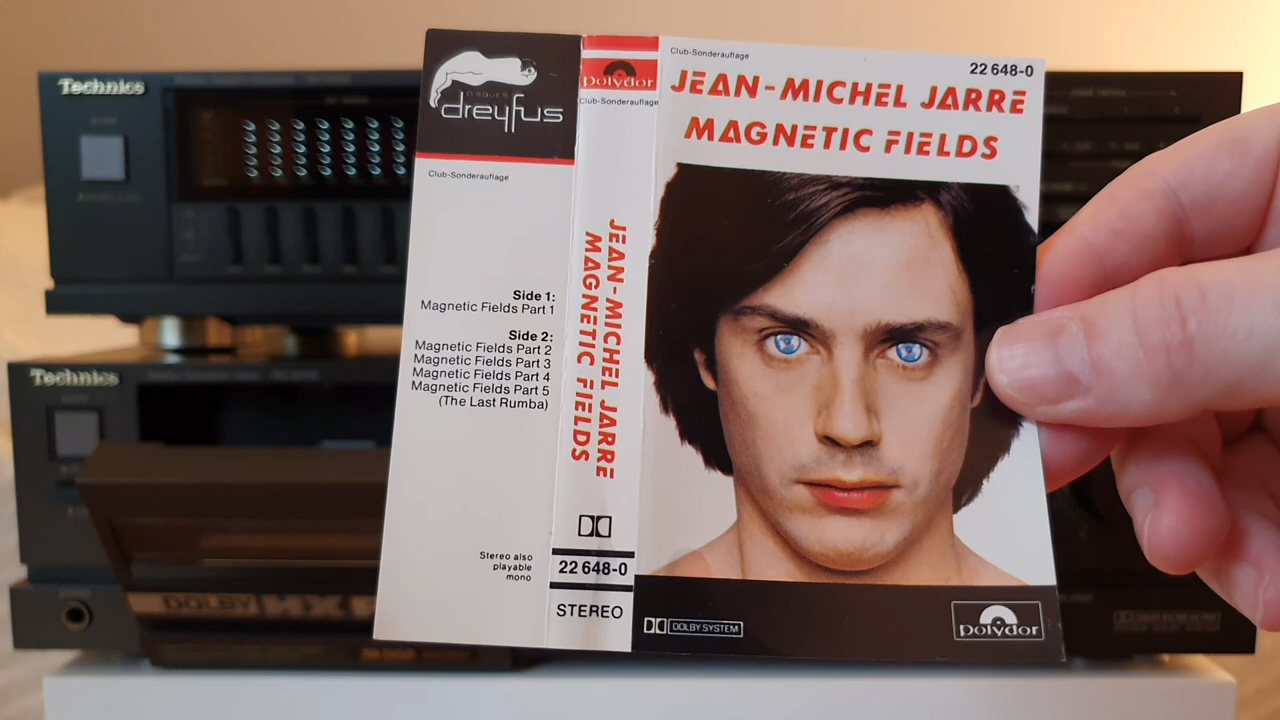 Technics
Technics
DOLBY HX P
DISQUES
dreyfus
Club-Sonderauflage
Side 1:
Magnetic Fields Part 1
Side 2:
Magnetic Fields Part 2
Magnetic Fields Part 3
Magnetic Fields Part 4
Magnetic Fields Part 5
(The Last Rumba)
Stereo also
playable
mono
polydor
Club-Sonderauflage
JEAN-MICHEL JARRE
MAGNETIC FIELDS
22 648-0
STEREO
Club-Sonderauflage
22 648-0
JEAN-MICHEL JARRE
MAGNETIC FIELDS
DOLBY SYSTEM
polydor